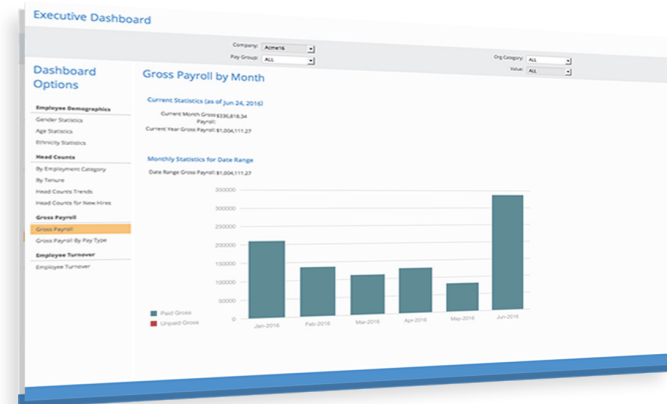 Executive Dashboard
Company: Acme16
Org Category: ALL
Pay Group: ALL
Value: ALL
Dashboard
Options
Employee Demographics
Gender Statistics
Age Statistics
Ethnicity Statistics
Head Counts
By Employment Category
By Tenure
Head Counts Trends
Head Counts for New Hires
Gross Payroll
Gross Payroll
Gross Payroll By Pay Type
Employee Turnover
Employee Turnover
Gross Payroll by Month
Current Statistics (as of Jun 24, 2016)
Current Month Gross $336,818.34
Payroll:
Current Year Gross Payroll: $1,004,111.27
Monthly Statistics for Date Range
Date Range Gross Payroll: $1,004,111.27
350000
300000
250000
200000
150000
100000
50000
0
Jan-2016 Feb-2016 Mar-2016 Apr-2016 May-2016 Jun-2016
Paid Gross
Unpaid Gross